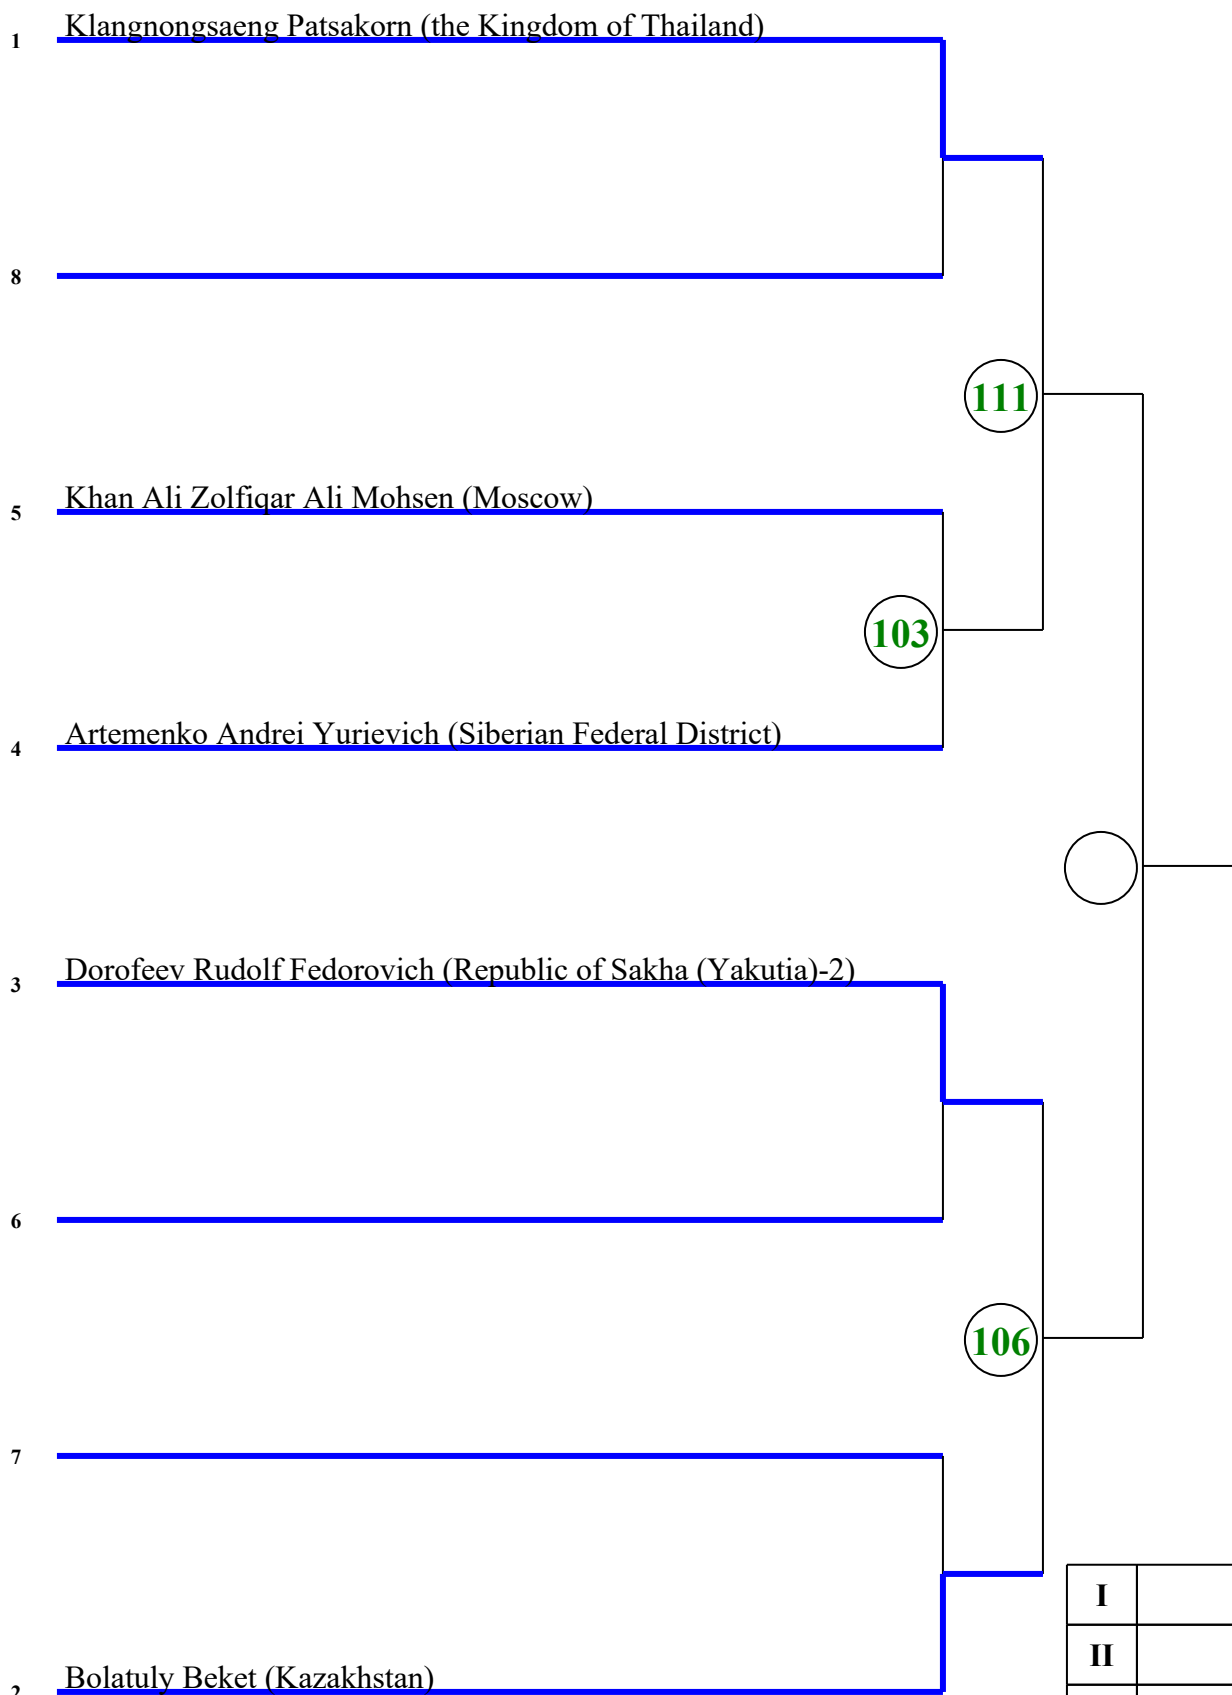 Klangnongsaeng Patsakorn (the Kingdom of Thailand)
1
8
111
Khan Ali Zolfiqar Ali Mohsen (Moscow)
5
103
Artemenko Andrei Yurievich (Siberian Federal District)
4
Dorofeev Rudolf Fedorovich (Republic of Sakha (Yakutia)-2)
3
6
106
7
I
II
Bolatuly Beket (Kazakhstan)
2